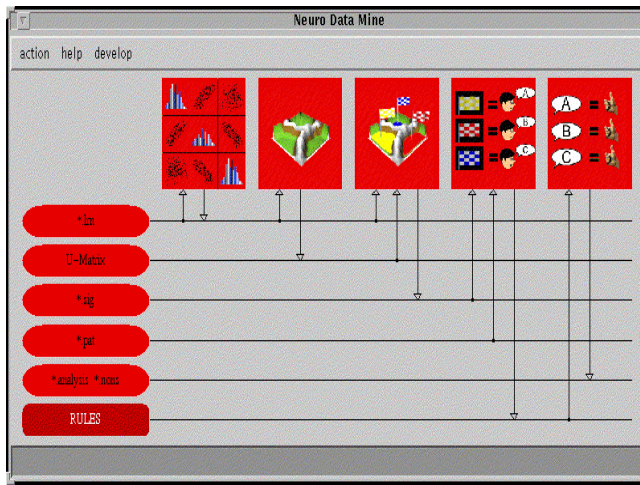 Neuro Data Mine
action help develop
A
B
C
A =
B =
C =
*.lrn
U-Matrix
*.sig
*.pat
*.analysis *.nons
RULES